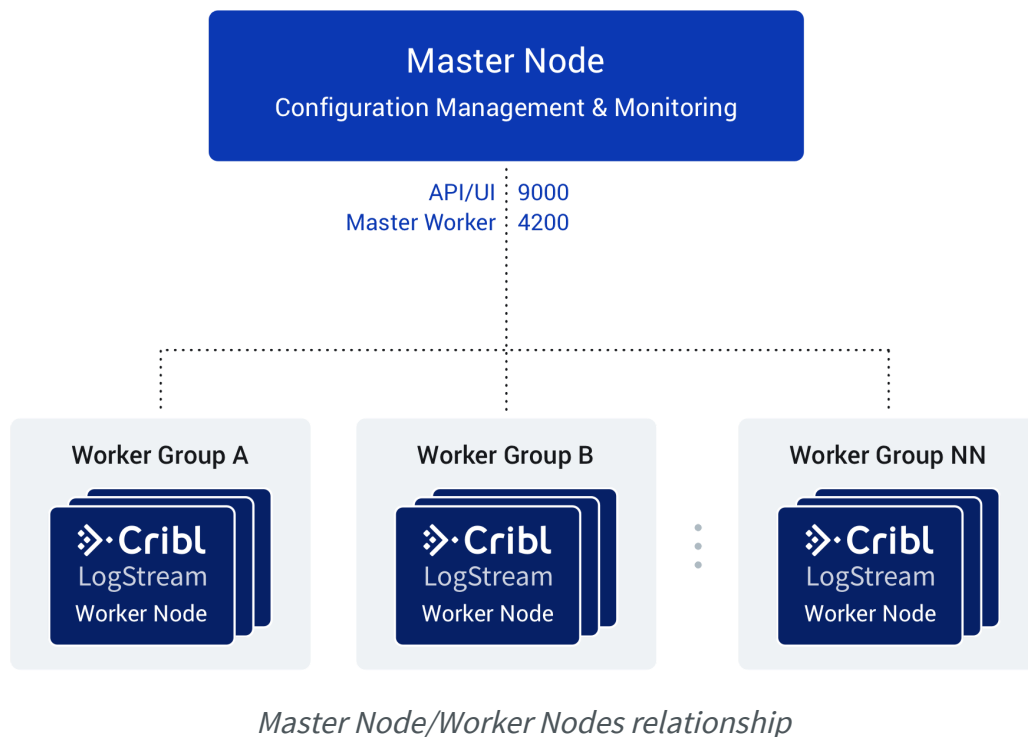 Master Node
Configuration Management & Monitoring
API/UI 9000
Master Worker 4200
Worker Group A
Cribl
LogStream
Worker Node
Worker Group B
Cribl
LogStream
Worker Node
Worker Group NN
Cribl
LogStream
Worker Node
Master Node/Worker Nodes relationship